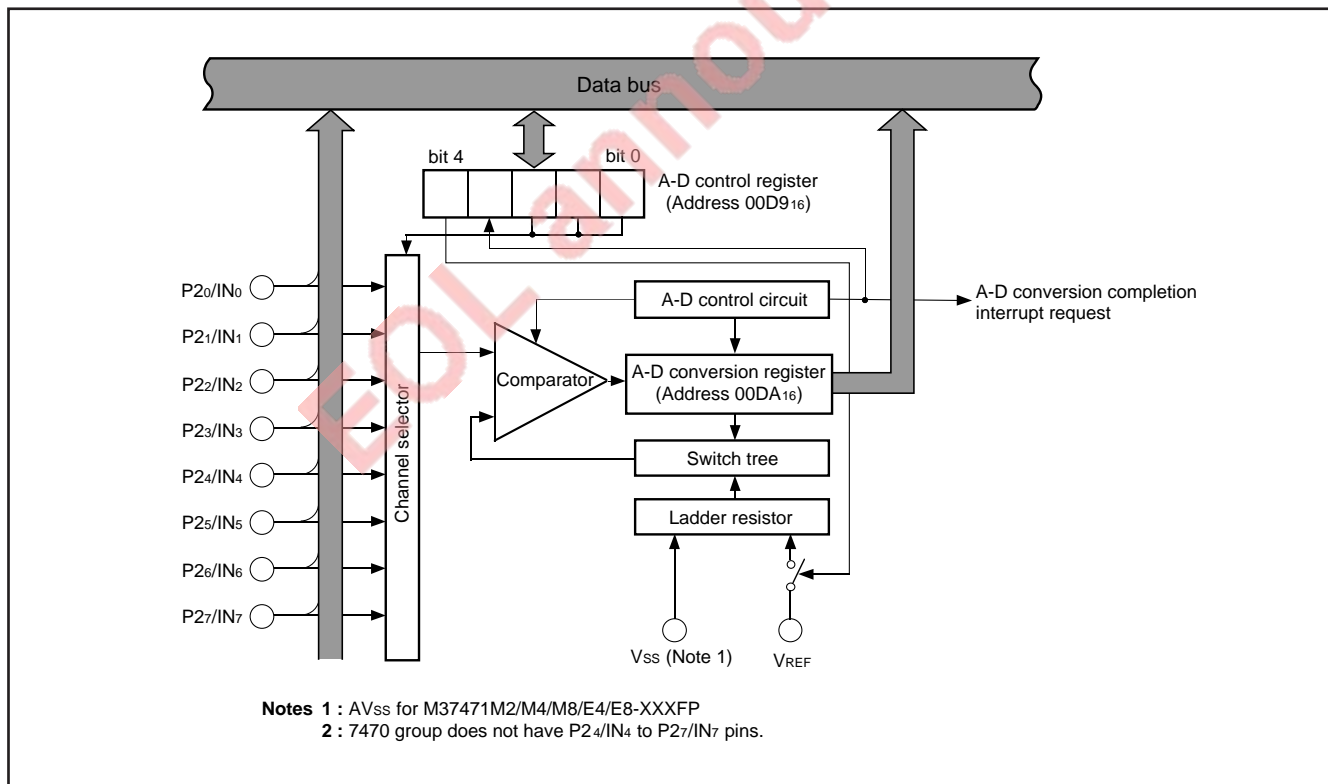 Data bus
bit 4
bit 0
A-D control register
(Address 00D9₁₆)
P2₀/IN₀
P2₁/IN₁
P2₂/IN₂
P2₃/IN₃
P2₄/IN₄
P2₅/IN₅
P2₆/IN₆
P2₇/IN₇
Channel selector
A-D control circuit
A-D conversion completion
interrupt request
Comparator
A-D conversion register
(Address 00DA₁₆)
Switch tree
Ladder resistor
Vss (Note 1)
VREF
Notes 1 : AVss for M37471M2/M4/M8/E4/E8-XXXFP
2 : 7470 group does not have P2₄/IN₄ to P2₇/IN₇ pins.
EOL annou